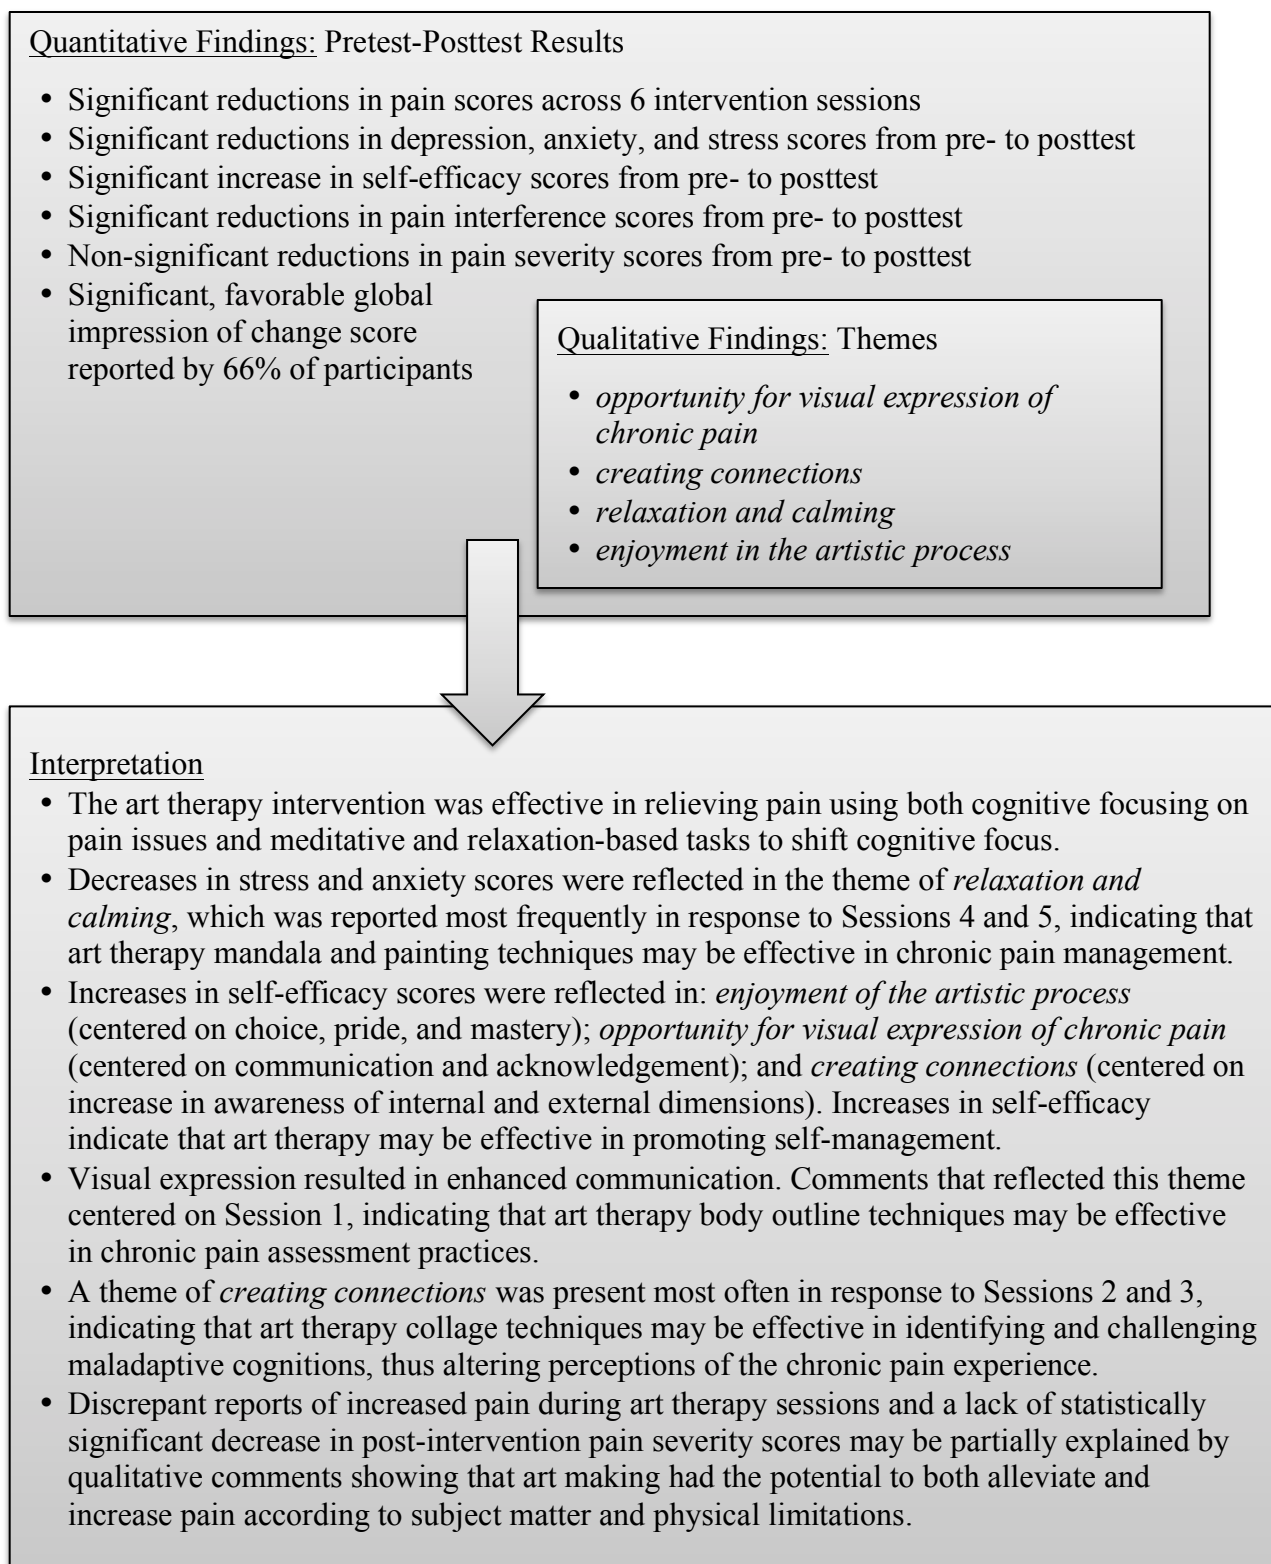 Quantitative Findings: Pretest-Posttest Results
• Significant reductions in pain scores across 6 intervention sessions
• Significant reductions in depression, anxiety, and stress scores from pre- to posttest
• Significant increase in self-efficacy scores from pre- to posttest
• Significant reductions in pain interference scores from pre- to posttest
• Non-significant reductions in pain severity scores from pre- to posttest
• Significant, favorable global
impression of change score
reported by 66% of participants
Qualitative Findings: Themes
• opportunity for visual expression of
chronic pain
• creating connections
• relaxation and calming
• enjoyment in the artistic process
Interpretation
• The art therapy intervention was effective in relieving pain using both cognitive focusing on
pain issues and meditative and relaxation-based tasks to shift cognitive focus.
• Decreases in stress and anxiety scores were reflected in the theme of relaxation and
calming, which was reported most frequently in response to Sessions 4 and 5, indicating that
art therapy mandala and painting techniques may be effective in chronic pain management.
• Increases in self-efficacy scores were reflected in: enjoyment of the artistic process
(centered on choice, pride, and mastery); opportunity for visual expression of chronic pain
(centered on communication and acknowledgement); and creating connections (centered on
increase in awareness of internal and external dimensions). Increases in self-efficacy
indicate that art therapy may be effective in promoting self-management.
• Visual expression resulted in enhanced communication. Comments that reflected this theme
centered on Session 1, indicating that art therapy body outline techniques may be effective
in chronic pain assessment practices.
• A theme of creating connections was present most often in response to Sessions 2 and 3,
indicating that art therapy collage techniques may be effective in identifying and challenging
maladaptive cognitions, thus altering perceptions of the chronic pain experience.
• Discrepant reports of increased pain during art therapy sessions and a lack of statistically
significant decrease in post-intervention pain severity scores may be partially explained by
qualitative comments showing that art making had the potential to both alleviate and
increase pain according to subject matter and physical limitations.